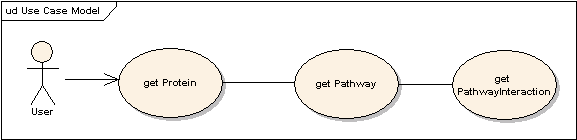 ud Use Case Model
User
get Protein
get Pathway
get
PathwayInteraction